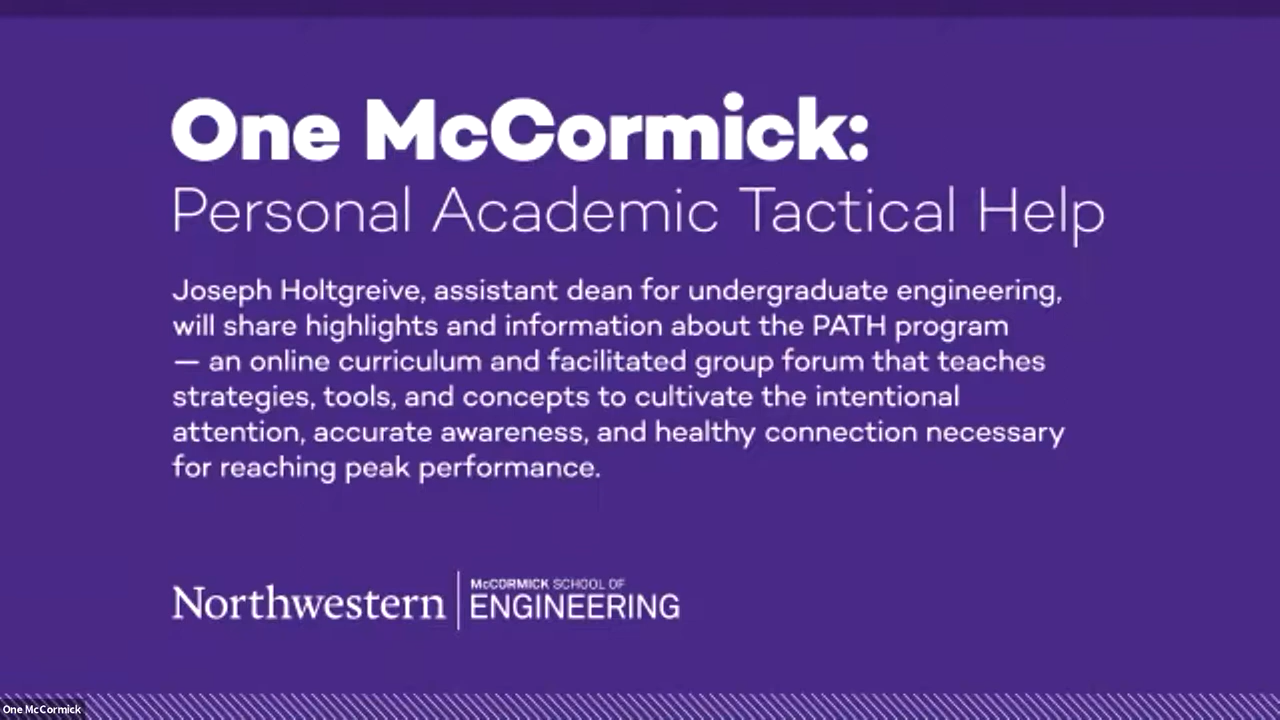 One McCormick:
Personal Academic Tactical Help
Joseph Holtgreive, assistant dean for undergraduate engineering,
will share highlights and information about the PATH program
— an online curriculum and facilitated group forum that teaches
strategies, tools, and concepts to cultivate the intentional
attention, accurate awareness, and healthy connection necessary
for reaching peak performance.
Northwestern
McCORMICK SCHOOL OF
ENGINEERING
One McCormick